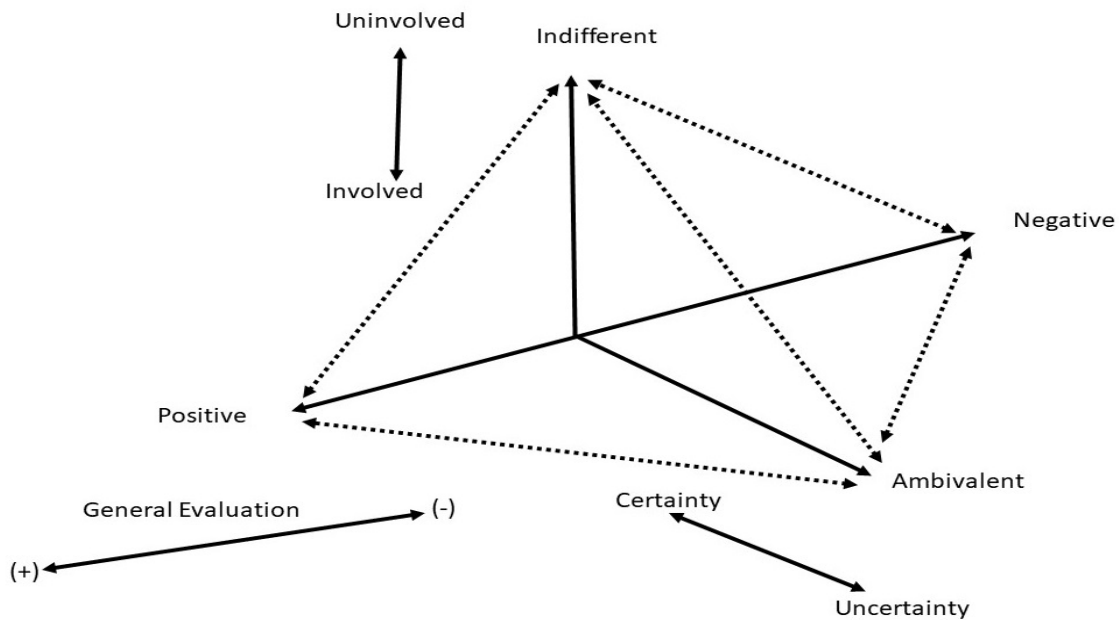 Uninvolved
Indifferent
Involved
Negative
Positive
Ambivalent
General Evaluation
(-)
Certainty
(+)
Uncertainty